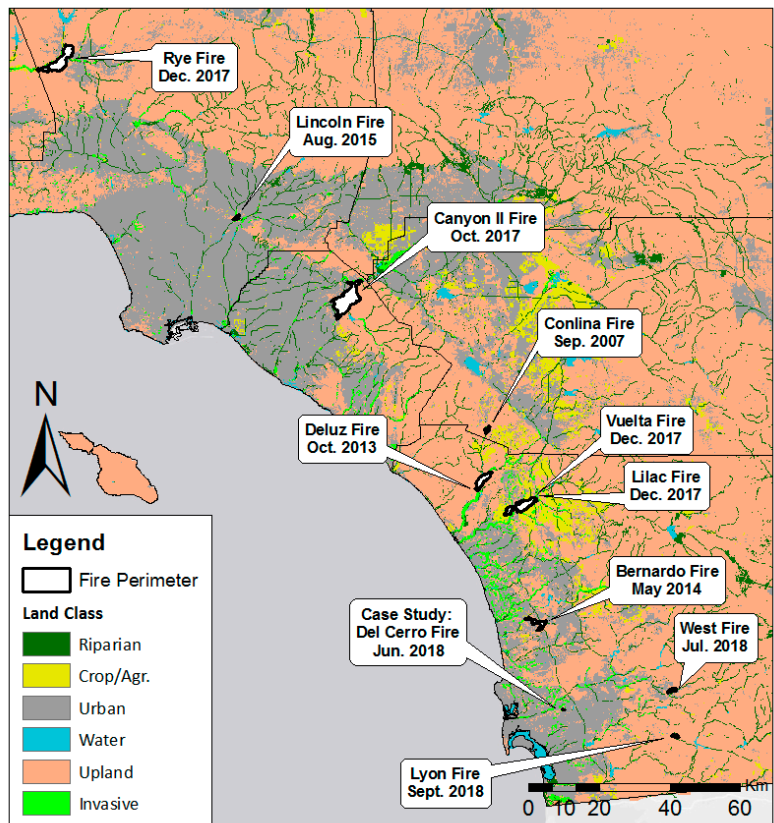 Rye Fire
Dec. 2017
Lincoln Fire
Aug. 2015
Canyon II Fire
Oct. 2017
Conlina Fire
Sep. 2007
Deluz Fire
Oct. 2013
Vuelta Fire
Dec. 2017
Lilac Fire
Dec. 2017
N
Bernardo Fire
May 2014
Case Study:
Del Cerro Fire
Jun. 2018
West Fire
Jul. 2018
Lyon Fire
Sept. 2018
Legend
Fire Perimeter
Land Class
Riparian
Crop/Agr.
Urban
Water
Upland
Invasive
Km
0 10 20 40 60